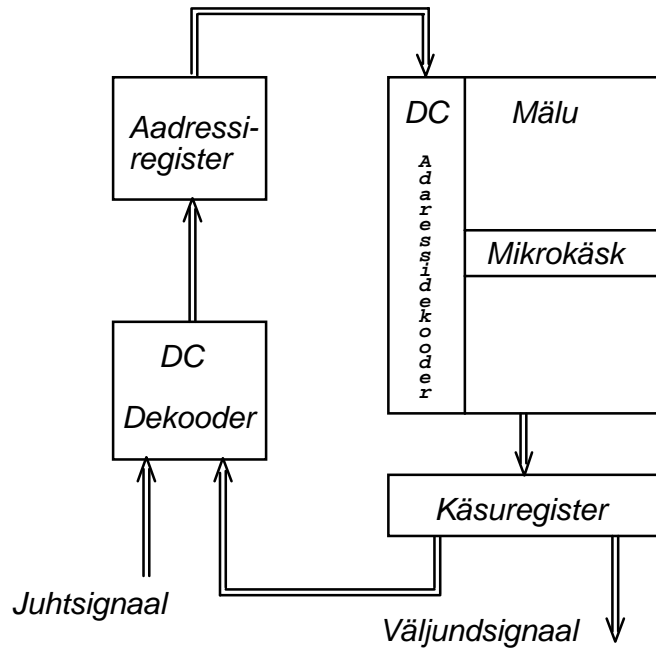 Aadressi-
register
DC
Mälu
Adaressidekooder
Mikrokäsk
DC
Dekooder
Käsuregister
Juhtsignaal
Väljundsignaal